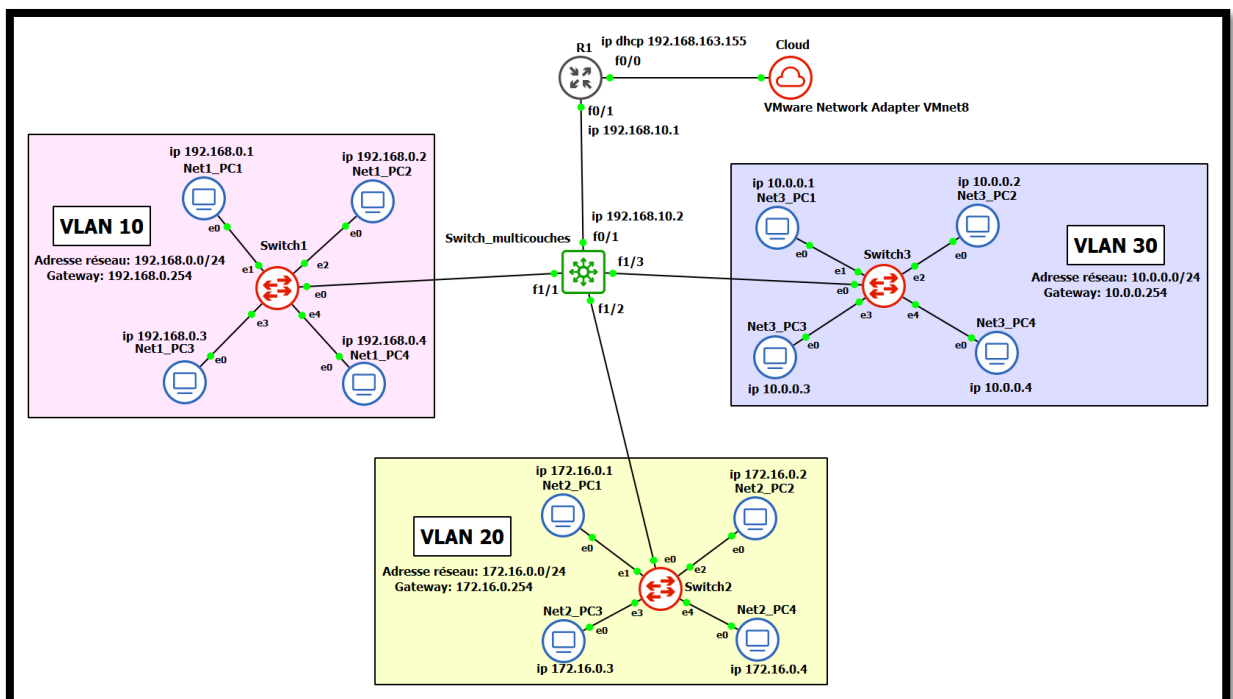 ip dhcp 192.168.163.155
R1
Cloud
f0/0
VMware Network Adapter VMnet8
f0/1
ip 192.168.10.1
ip 192.168.0.1
Net1_PC1
ip 192.168.0.2
Net1_PC2
VLAN 10
e0
e0
Switch1
Adresse réseau: 192.168.0.0/24
Gateway: 192.168.0.254
e1
e2
e0
e3
e4
ip 192.168.0.3
Net1_PC3
ip 192.168.0.4
Net1_PC4
e0
e0
ip 192.168.10.2
f0/1
Switch_multicouches
f1/1
f1/3
f1/2
ip 10.0.0.1
Net3_PC1
ip 10.0.0.2
Net3_PC2
VLAN 30
e0
e0
Switch3
Adresse réseau: 10.0.0.0/24
Gateway: 10.0.0.254
e1
e2
e0
e3
e4
Net3_PC3
Net3_PC4
e0
e0
ip 10.0.0.3
ip 10.0.0.4
ip 172.16.0.1
Net2_PC1
ip 172.16.0.2
Net2_PC2
VLAN 20
e0
e0
Adresse réseau: 172.16.0.0/24
Gateway: 172.16.0.254
e1
e0
e2
Switch2
e3
e4
Net2_PC3
Net2_PC4
e0
e0
ip 172.16.0.3
ip 172.16.0.4